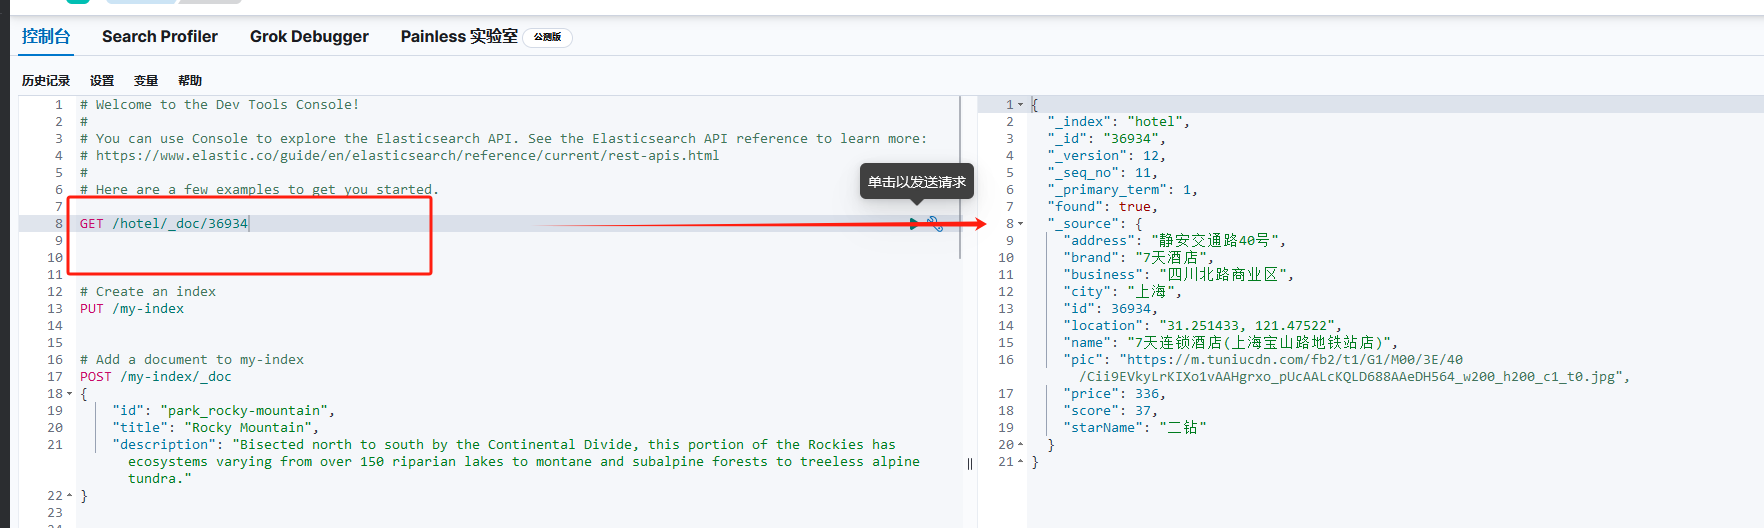 控制台 Search Profiler Grok Debugger Painless 实验室 公测版
历史记录 设置 变量 帮助
1 # Welcome to the Dev Tools Console!
2 #
3 # You can use Console to explore the Elasticsearch API. See the Elasticsearch API reference to learn more:
4 # https://www.elastic.co/guide/en/elasticsearch/reference/current/rest-apis.html
5 #
6 # Here are a few examples to get you started.
7
8 GET /hotel/_doc/36934
9
10
11
12 # Create an index
13 PUT /my-index
14
15
16 # Add a document to my-index
17 POST /my-index/_doc
18 {
19 "id": "park_rocky-mountain",
20 "title": "Rocky Mountain",
21 "description": "Bisected north to south by the Continental Divide, this portion of the Rockies has
ecosystems varying from over 150 riparian lakes to montane and subalpine forests to treeless alpine
tundra."
22 }
23
单击以发送请求
1 {
2 "_index": "hotel",
3 "_id": "36934",
4 "_version": 12,
5 "_seq_no": 11,
6 "_primary_term": 1,
7 "found": true,
8 "_source": {
9 "address": "静安交通路40号",
10 "brand": "7天酒店",
11 "business": "四川北路商业区",
12 "city": "上海",
13 "id": 36934,
14 "location": "31.251433, 121.47522",
15 "name": "7天连锁酒店(上海宝山路地铁站店)",
16 "pic": "https://m.tuniucdn.com/fb2/t1/G1/M00/3E/40
/Cii9EVkyLrKIXo1vAAHgrxo_pUcAALcKQLD688AAeDH564_w200_h200_c1_t0.jpg",
17 "price": 336,
18 "score": 37,
19 "starName": "二钻"
20 }
21 }